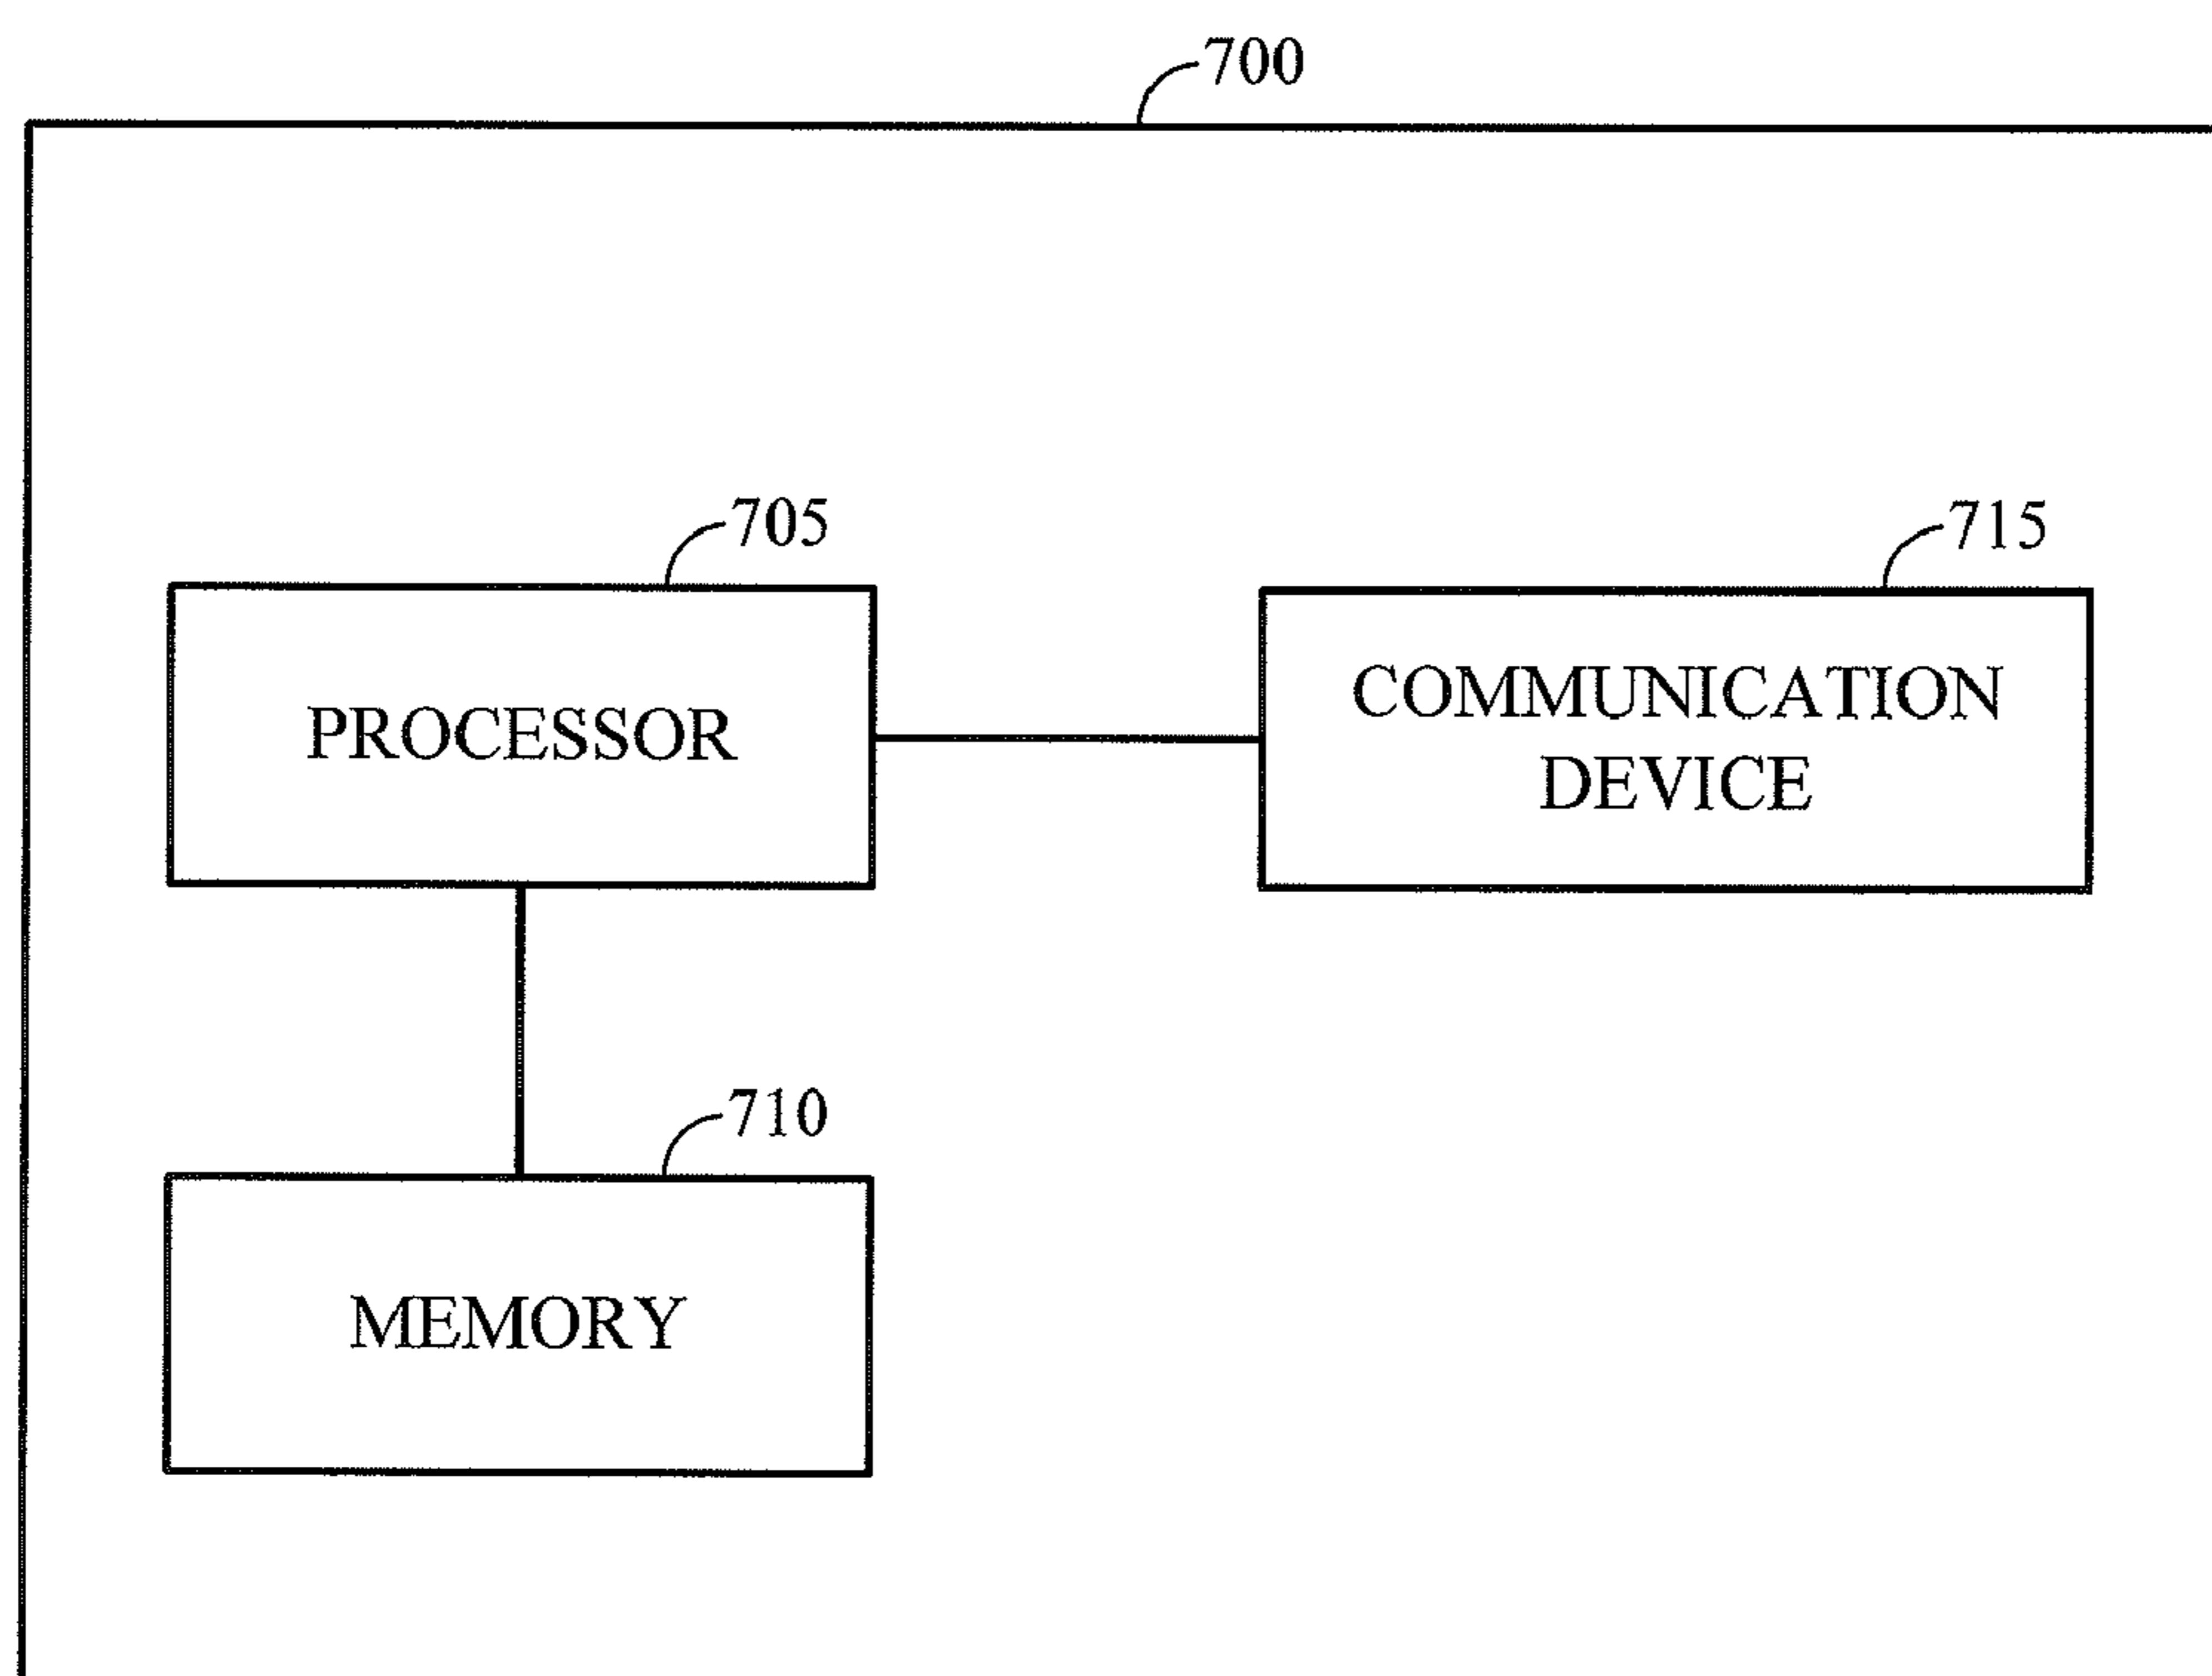 700
705
715
PROCESSOR
COMMUNICATION
DEVICE
710
MEMORY